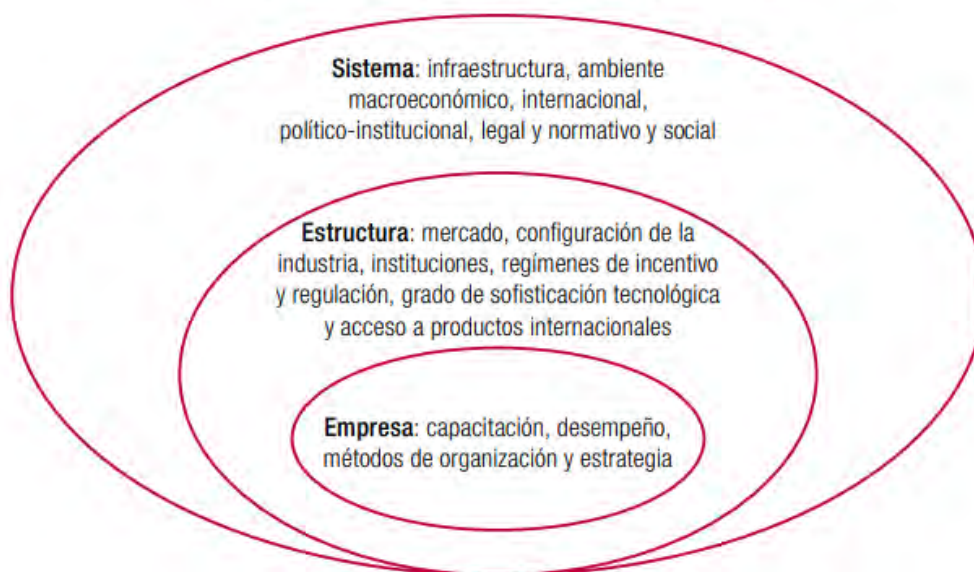 Sistema: infraestructura, ambiente
macroeconómico, internacional,
político-institucional, legal y normativo y social
Estructura: mercado, configuración de la
industria, instituciones, regímenes de incentivo
y regulación, grado de sofisticación tecnológica
y acceso a productos internacionales
Empresa: capacitación, desempeño,
métodos de organización y estrategia